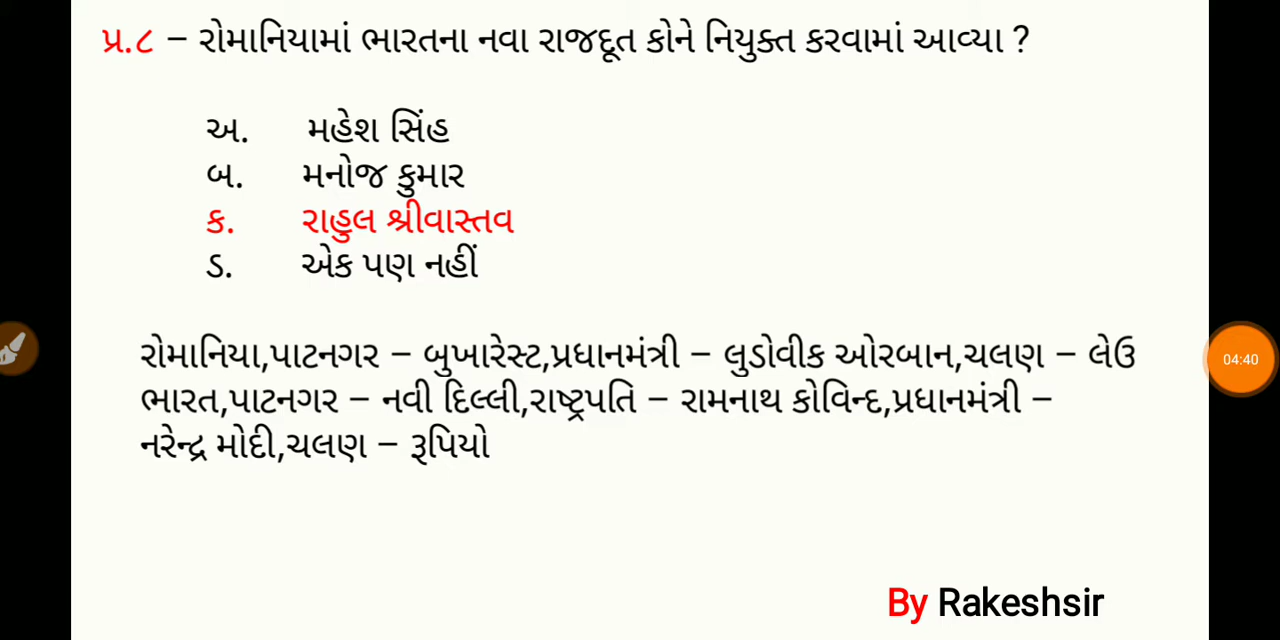 પ્ર.૮ – રોમાનિયામાં ભારતના નવા રાજદૂત કોને નિયુક્ત કરવામાં આવ્યા ?
અ. મહેશ સિંહ
બ. મનોજ કુમાર
ક. રાહુલ શ્રીવાસ્તવ
ડ. એક પણ નહીં
રોમાનિયા,પાટનગર – બુખારેસ્ટ,પ્રધાનમંત્રી – લુડોવીક ઓરબાન,ચલણ – લેઉ
ભારત,પાટનગર – નવી દિલ્લી,રાષ્ટ્રપતિ – રામનાથ કોવિન્દ,પ્રધાનમંત્રી –
નરેન્દ્ર મોદી,ચલણ – રૂપિયો
04:40
By Rakeshsir